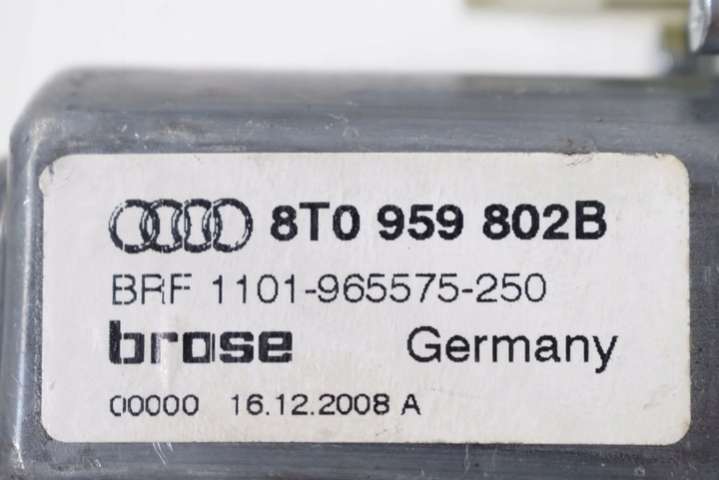 8T0 959 802B
BRF 1101-965575-250
brose Germany
00000 16.12.2008 A